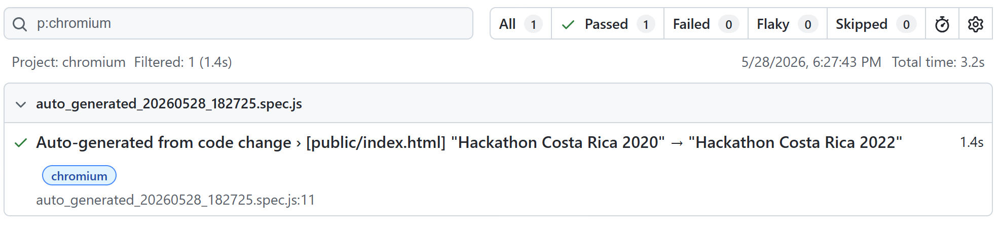 p:chromium
All 1 Passed 1 Failed 0 Flaky 0 Skipped 0
Project: chromium Filtered: 1 (1.4s) 5/28/2026, 6:27:43 PM Total time: 3.2s
auto_generated_20260528_182725.spec.js
Auto-generated from code change › [public/index.html] "Hackathon Costa Rica 2020" → "Hackathon Costa Rica 2022" 1.4s
chromium
auto_generated_20260528_182725.spec.js:11